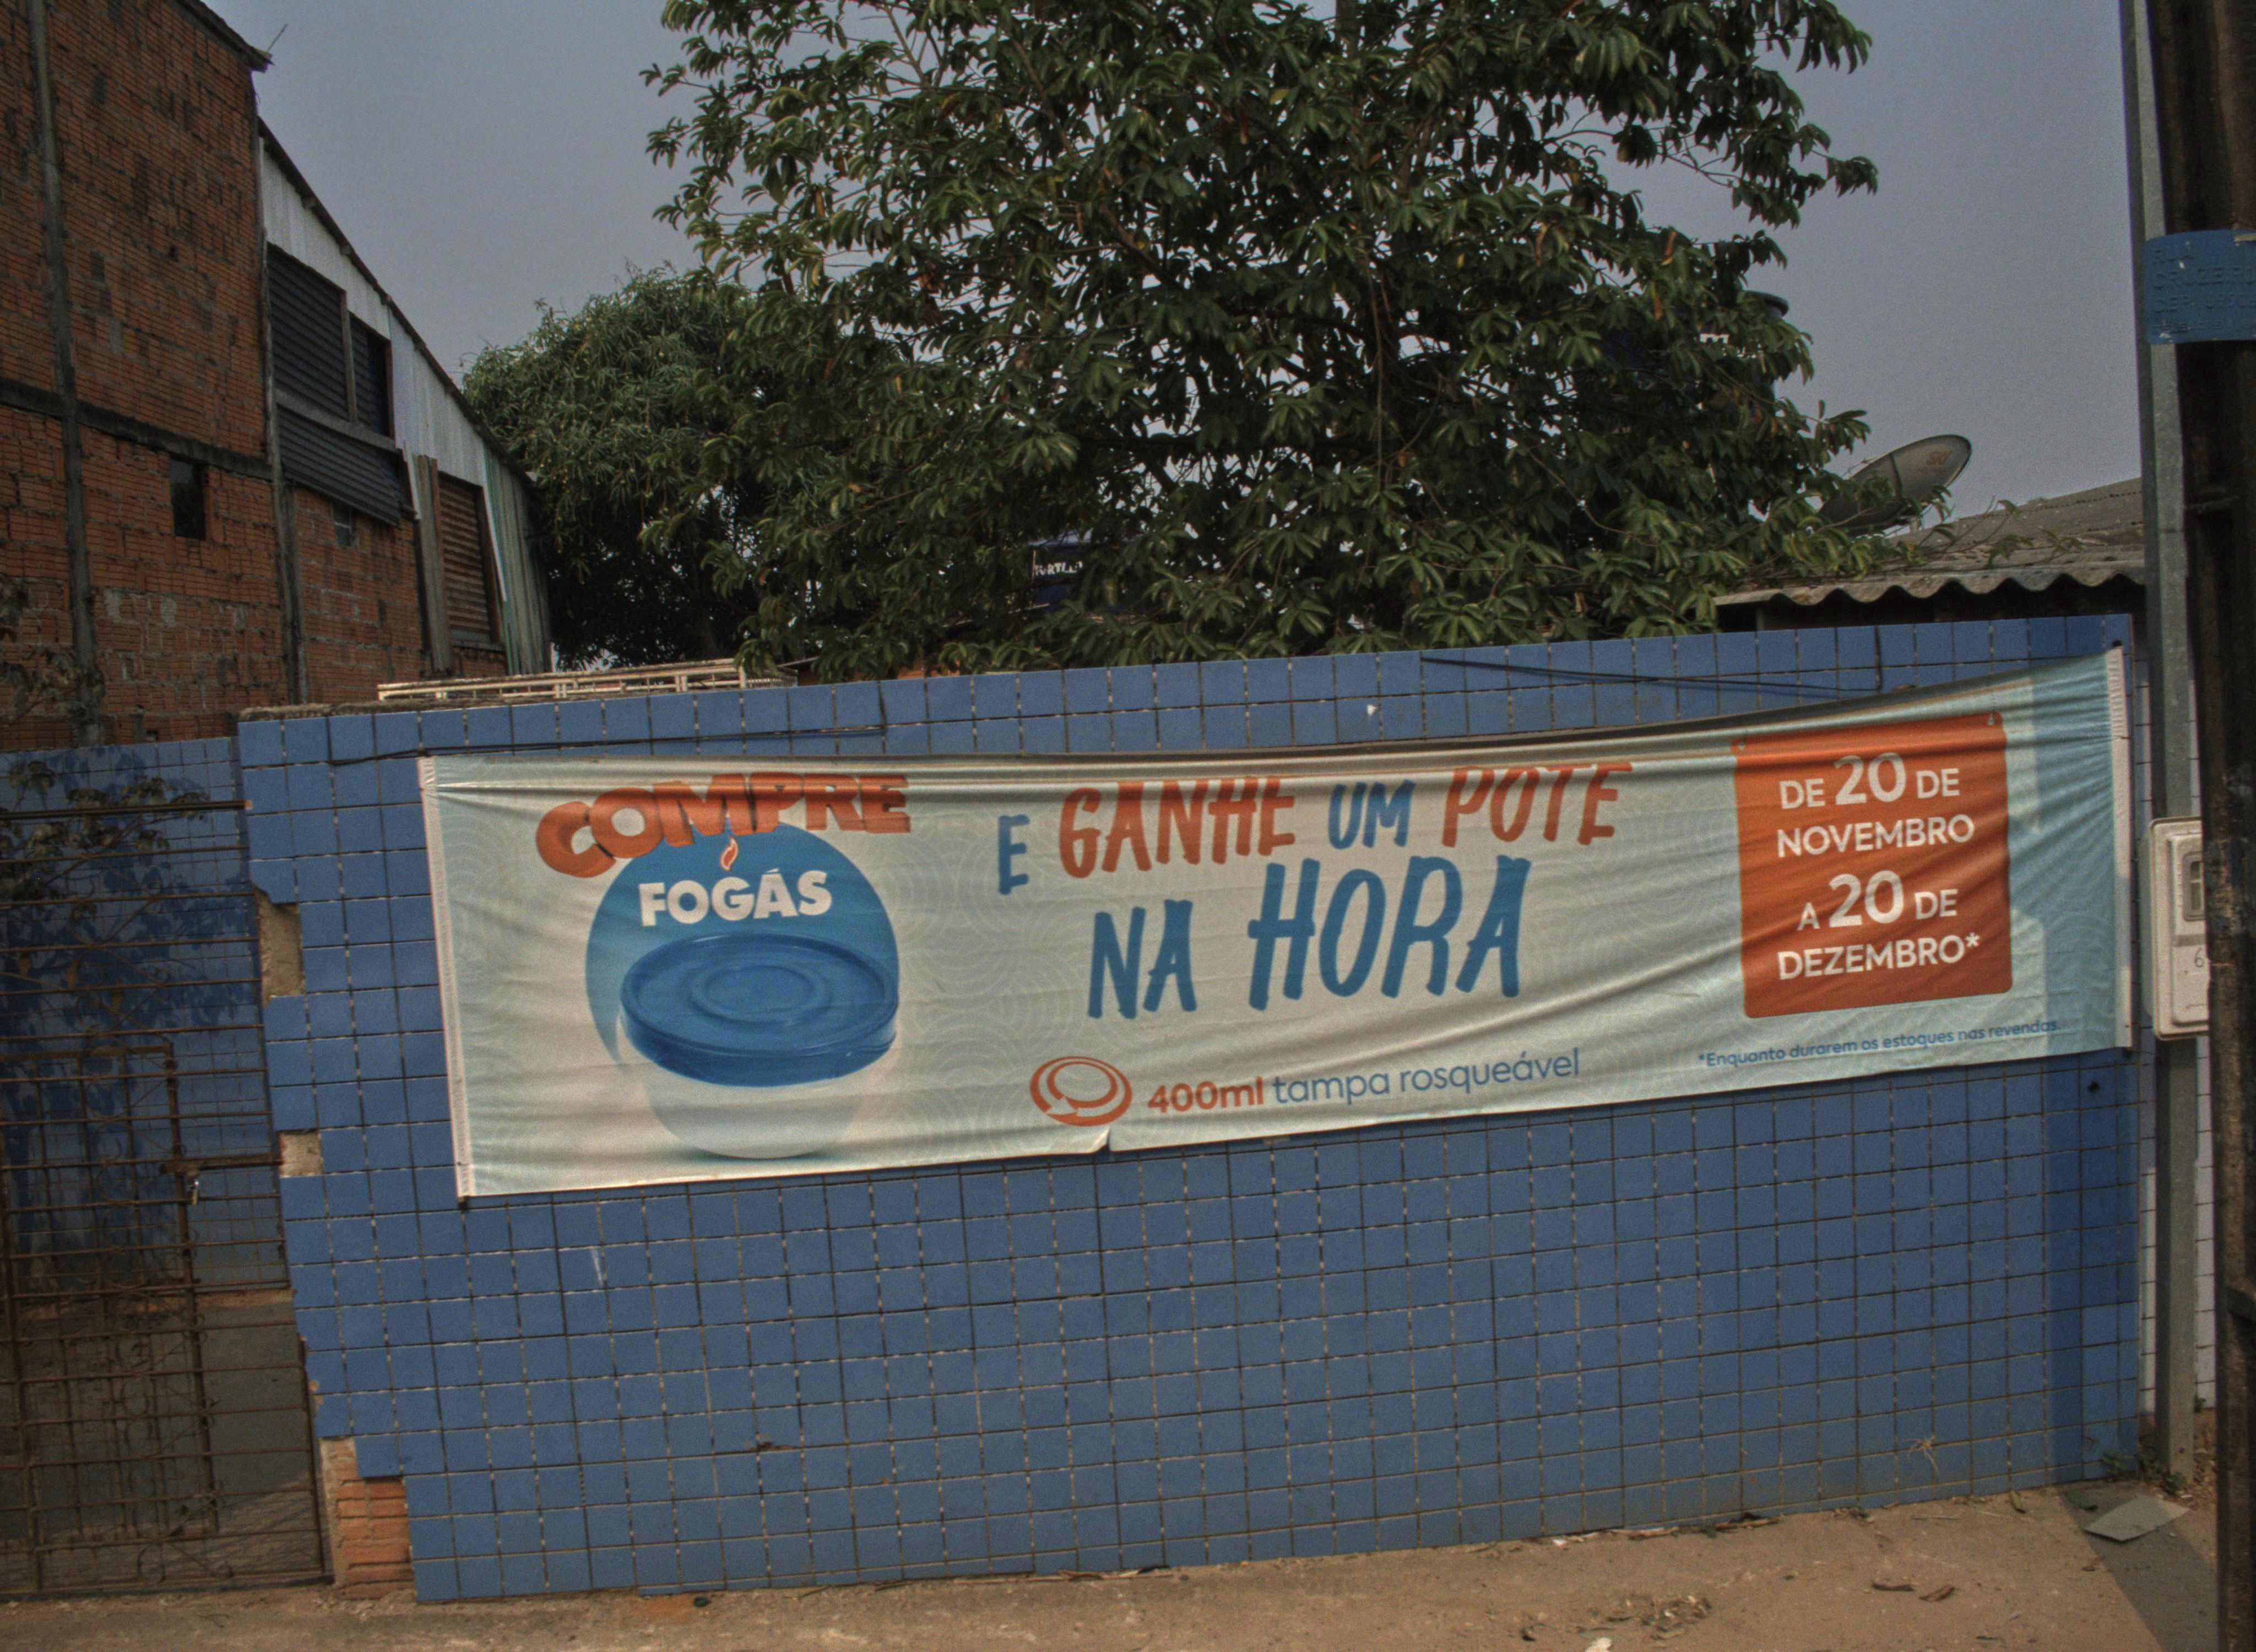 COMPRE
FOGÁS
E GANHE UM POTE
NA HORA
400ml tampa rosqueável
DE 20 DE
NOVEMBRO
A 20 DE
DEZEMBRO*
*Enquanto durarem os estoques nas revendas.